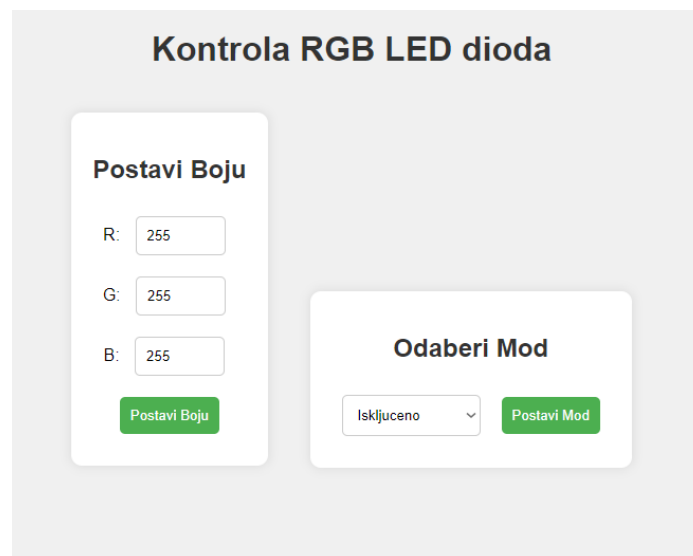 Kontrola RGB LED dioda
Postavi Boju
R: 255
G: 255
B: 255
Postavi Boju
Odaberi Mod
Iskljuceno
Postavi Mod